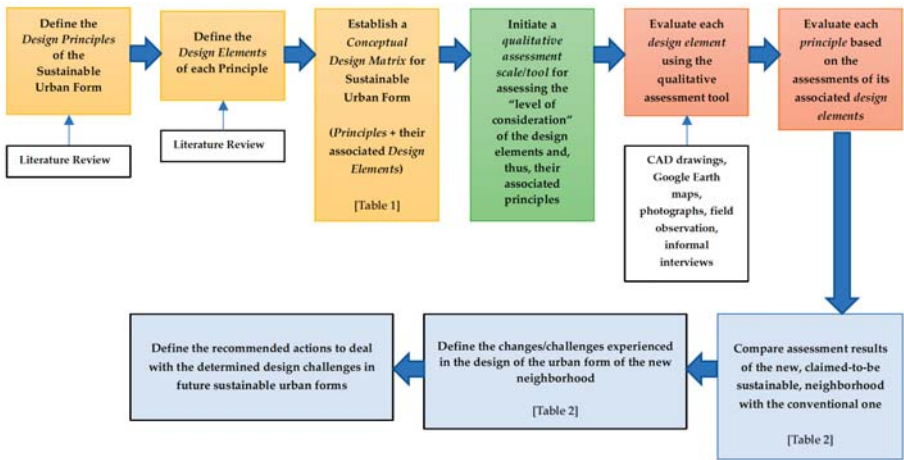 Define the
Design Principles
of the
Sustainable
Urban Form
Define the
Design Elements
of each Principle
Establish a
Conceptual
Design Matrix for
Sustainable
Urban Form
(Principles + their
associated Design
Elements)
[Table 1]
Initiate a
qualitative
assessment
scale/tool for
assessing the
“level of
consideration”
of the design
elements and,
thus, their
associated
principles
Evaluate each
design element
using the
qualitative
assessment tool
Evaluate each
principle based
on the
assessments of its
associated design
elements
Literature Review
Literature Review
CAD drawings,
Google Earth
maps,
photographs, field
observation,
informal
interviews
Compare assessment results
of the new, claimed-to-be
sustainable, neighborhood
with the conventional one
[Table 2]
Define the changes/challenges experienced
in the design of the urban form of the new
neighborhood
[Table 2]
Define the recommended actions to deal
with the determined design challenges in
future sustainable urban forms